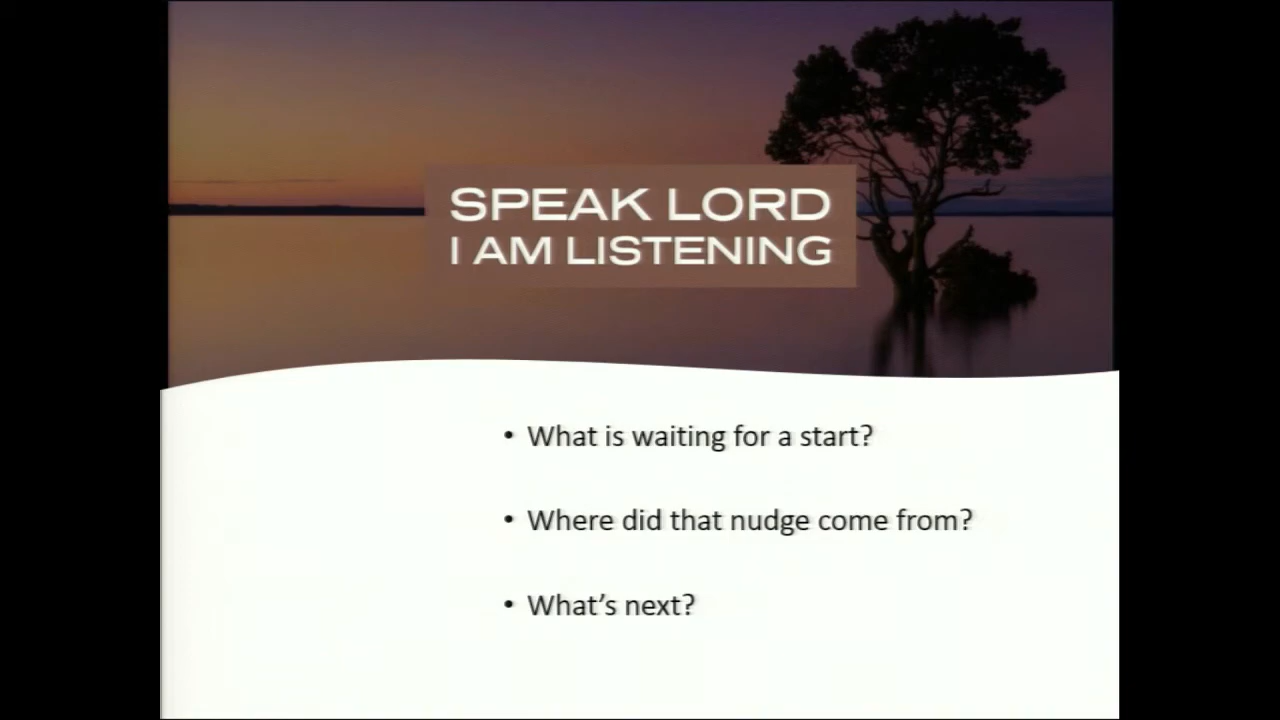 SPEAK LORD
I AM LISTENING
• What is waiting for a start?
• Where did that nudge come from?
• What’s next?